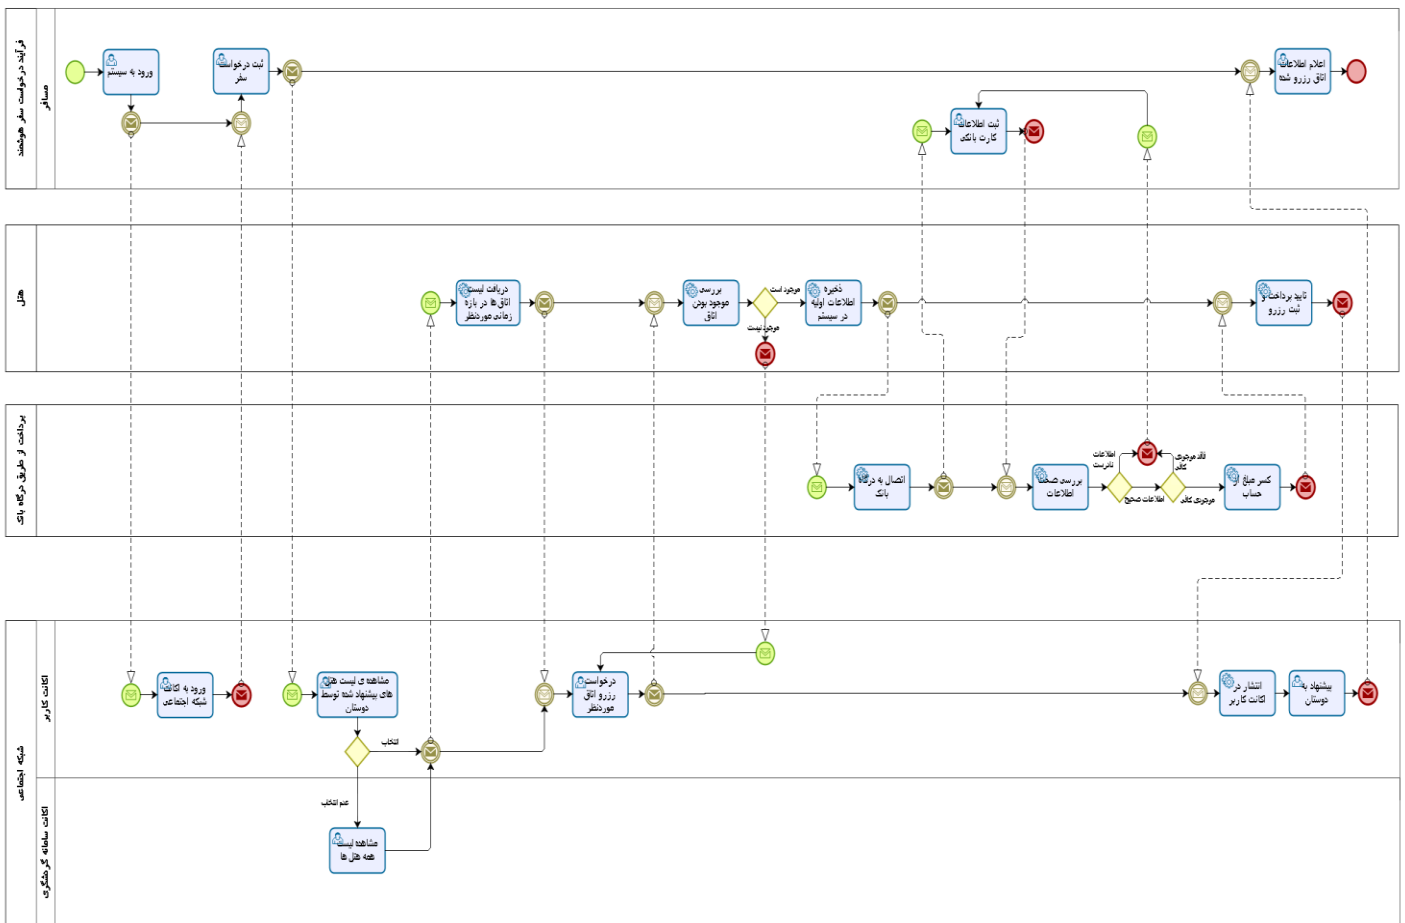 فرآیند درخواست سفر هوشمند
مسافر
ورود به سیستم
ثبت درخواست
سفر
ثبت اطلاعات
کارت بانکی
اعلام اطلاعات
اتاق رزرو شده
هتل
دریافت لیست
اتاق‌ها در بازه
زمانی موردنظر
بررسی
موجود بودن
اتاق
موجود است
موجود نیست
ذخیره
اطلاعات اولیه
در سیستم
تایید پرداخت و
ثبت رزرو
پرداخت از طریق درگاه بانک
اتصال به درگاه
بانک
بررسی صحت
اطلاعات
اطلاعات
نادرست
اطلاعات صحیح
فاقد موجودی
کافی
موجودی کافی
کسر مبلغ از
حساب
شبکه اجتماعی
اکانت کاربر
ورود به اکانت
شبکه اجتماعی
مشاهده ی لیست هتل
های پیشنهاد شده توسط
دوستان
انتخاب
عدم انتخاب
درخواست
رزرو اتاق
موردنظر
انتشار در
اکانت کاربر
پیشنهاد به
دوستان
اکانت سامانه گردشگری
مشاهده لیست
همه هتل ها